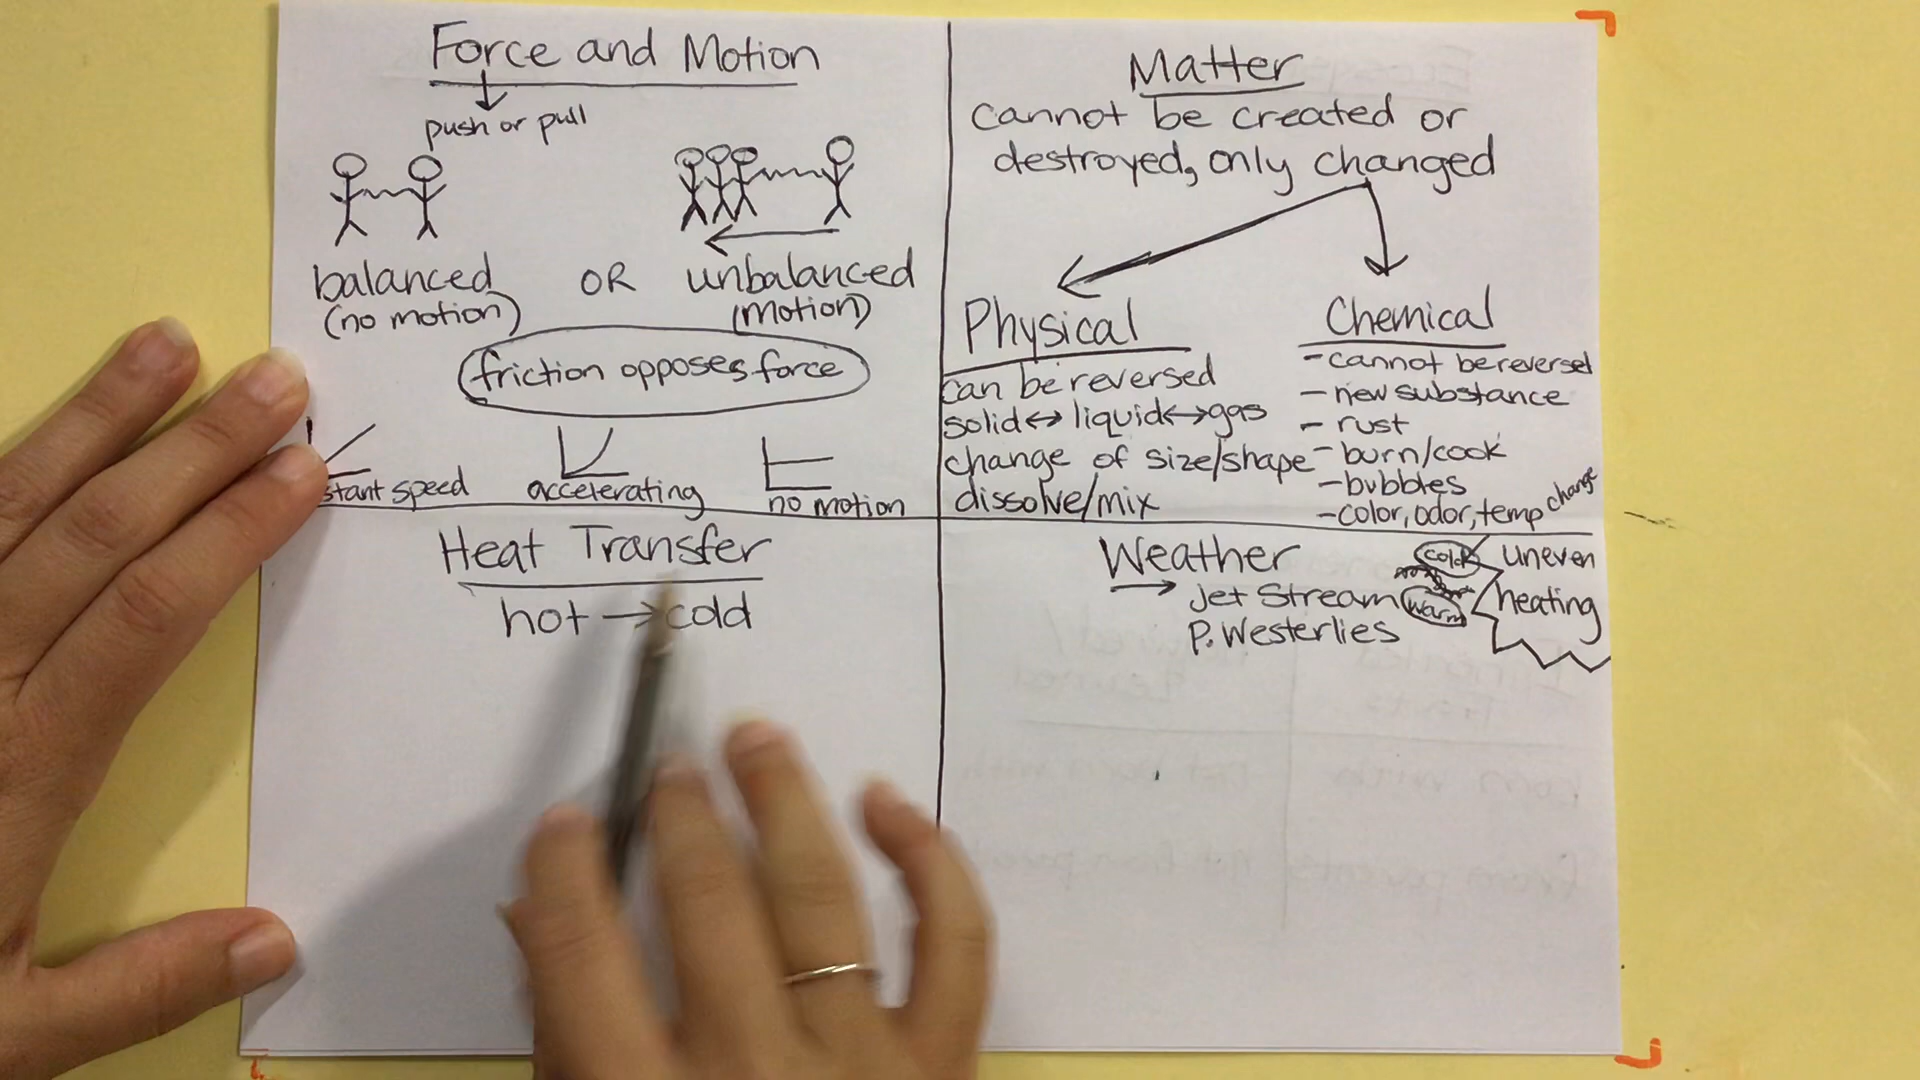 Force and Motion
push or pull
balanced OR unbalanced
(no motion) (motion)
friction opposes force
stant speed accelerating no motion
Matter
cannot be created or
destroyed, only changed
Physical
can be reversed
solid↔liquid↔gas
change of size/shape
dissolve/mix
Chemical
- cannot be reversed
- new substance
- rust
- burn/cook
- bubbles
- color, odor, temp change
Heat Transfer
hot → cold
Weather
→ Jet Stream
P. Westerlies
cold
warm
uneven
heating